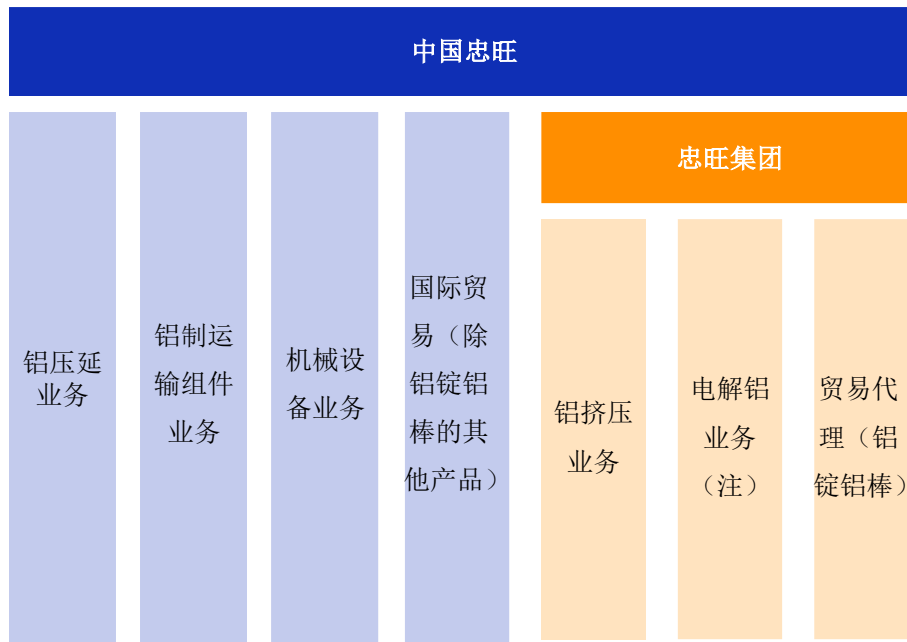 中国忠旺
忠旺集团
铝压延
业务
铝制运
输组件
业务
机械设
备业务
国际贸
易（除
铝锭铝
棒的其
他产品）
铝挤压
业务
电解铝
业务
（注）
贸易代
理（铝
锭铝棒）